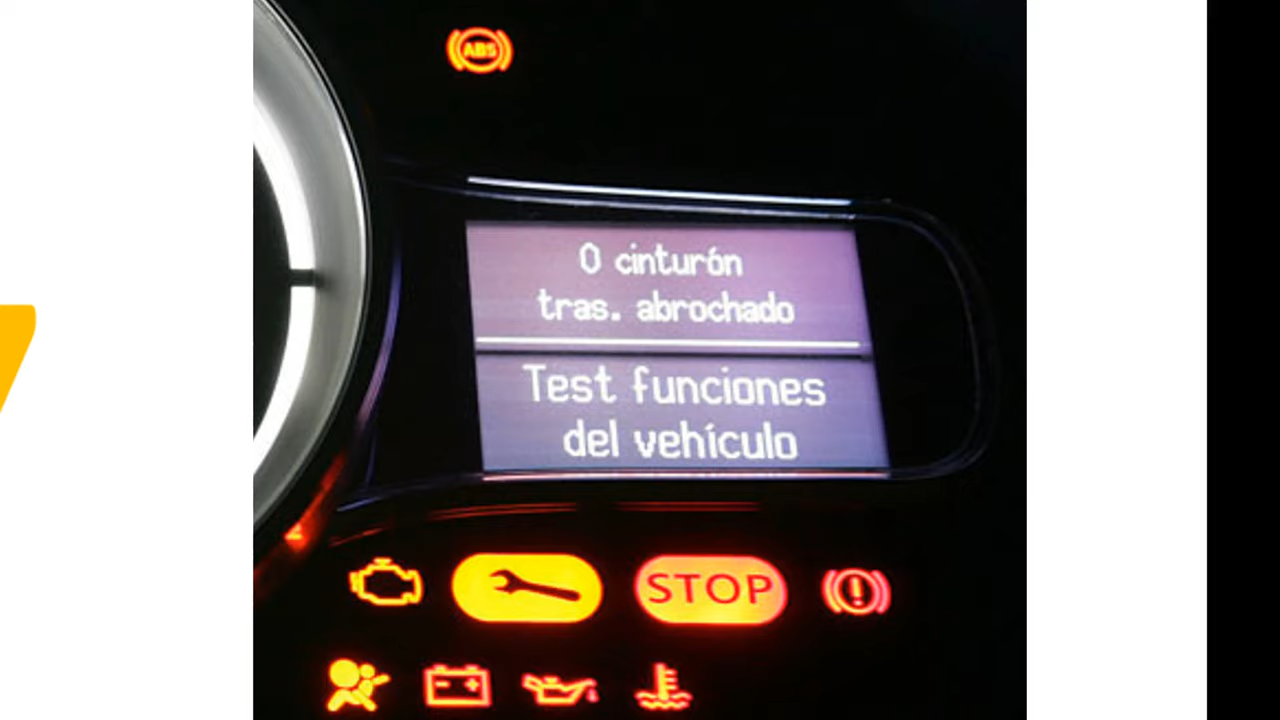 ABS
0 cinturón
tras. abrochado
Test funciones
del vehículo
STOP